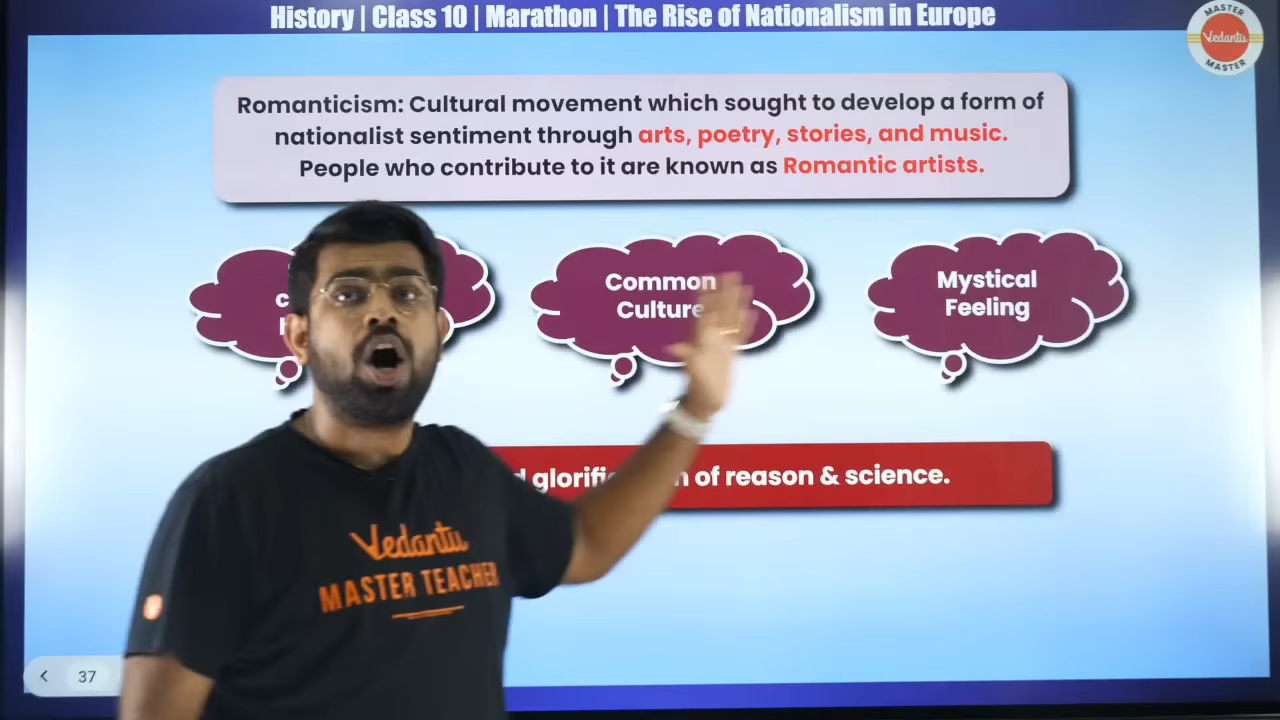 History | Class 10 | Marathon | The Rise of Nationalism in Europe
MASTER
Vedantu
MASTER
Romanticism: Cultural movement which sought to develop a form of
nationalist sentiment through arts, poetry, stories, and music.
People who contribute to it are known as Romantic artists.
Common
Culture
Mystical
Feeling
of reason & science.
Vedantu
MASTER TEACHER
37